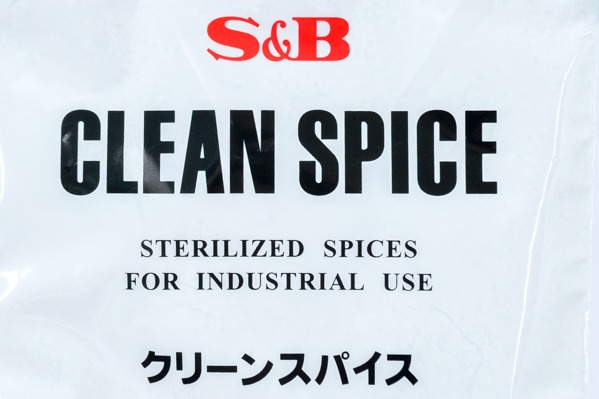 S&B
CLEAN SPICE
STERILIZED SPICES
FOR INDUSTRIAL USE
クリーンスパイス